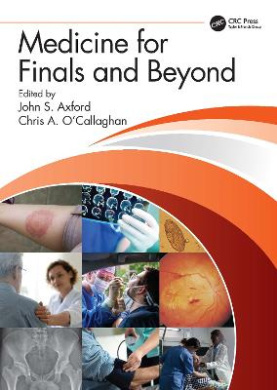 CRC Press
Taylor & Francis Group
Medicine for
Finals and Beyond
Edited by
John S. Axford
Chris A. O'Callaghan